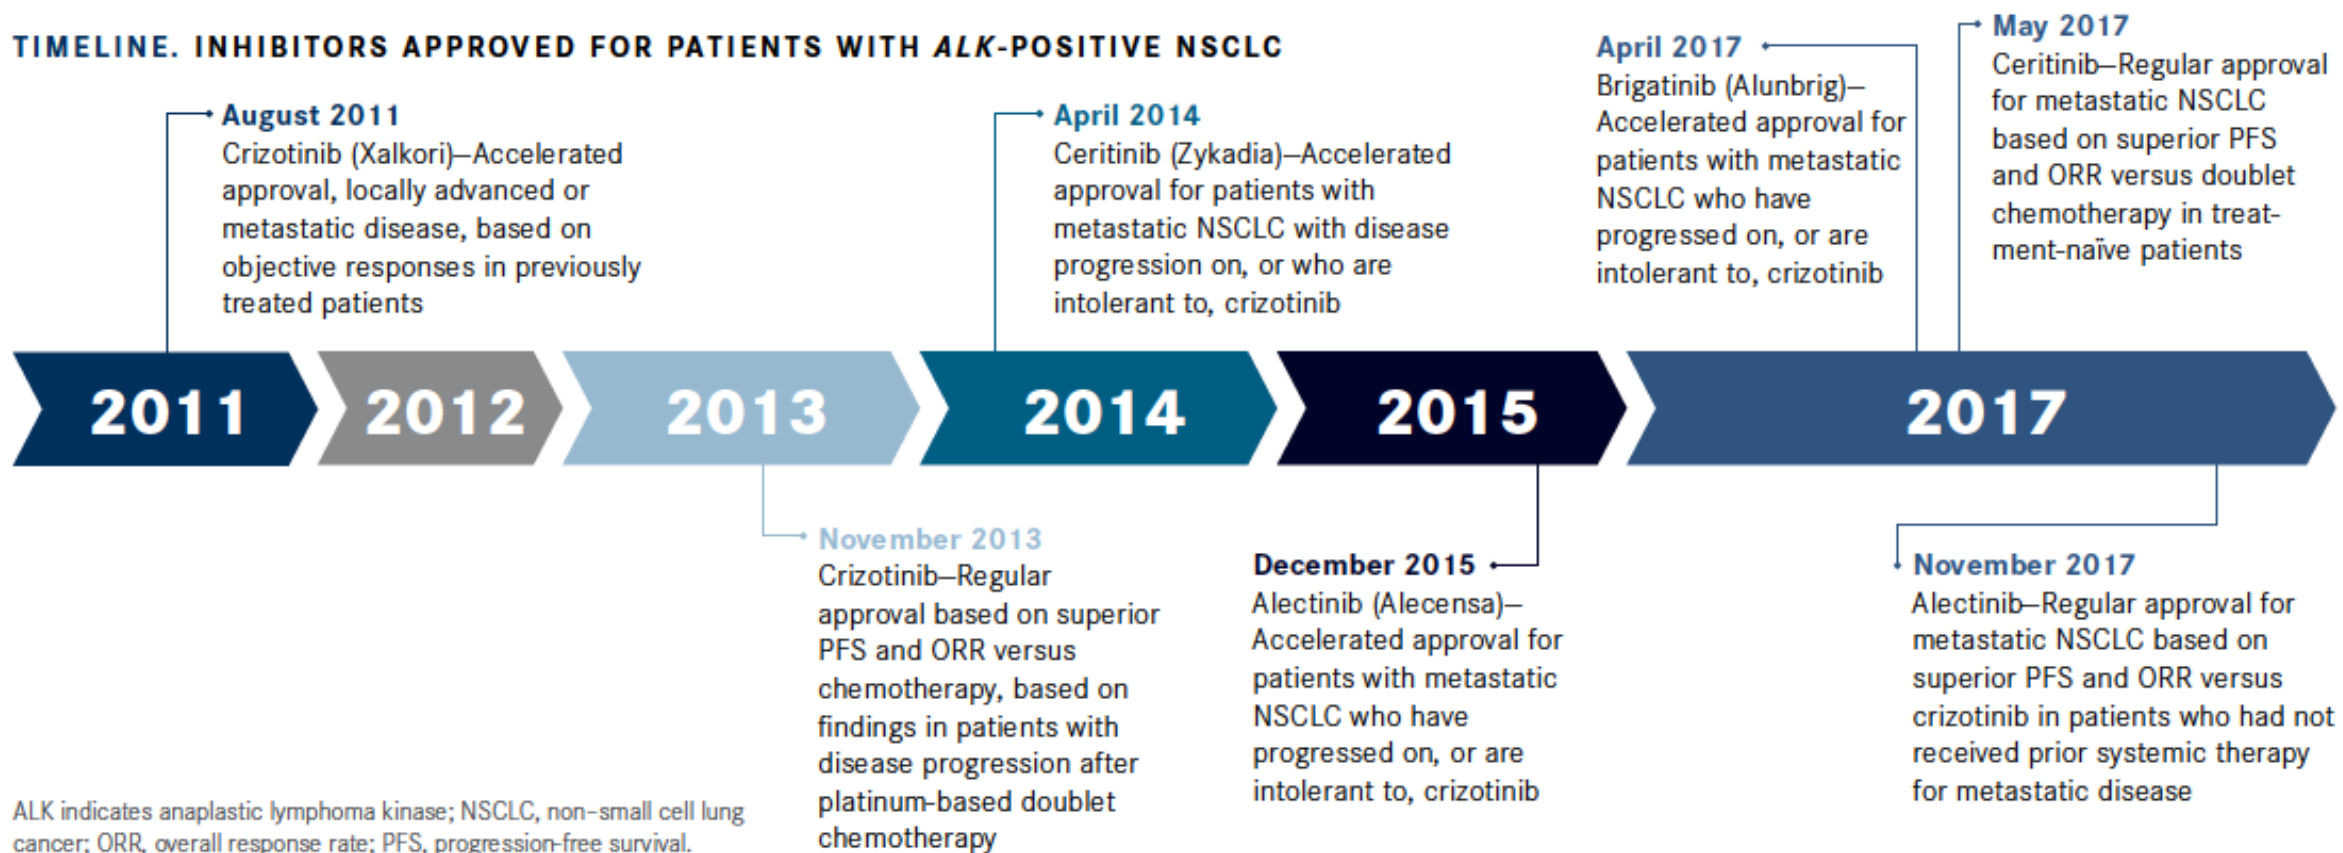 TIMELINE. INHIBITORS APPROVED FOR PATIENTS WITH ALK-POSITIVE NSCLC
August 2011
Crizotinib (Xalkori)—Accelerated
approval, locally advanced or
metastatic disease, based on
objective responses in previously
treated patients
April 2014
Ceritinib (Zykadia)—Accelerated
approval for patients with
metastatic NSCLC with disease
progression on, or who are
intolerant to, crizotinib
April 2017
Brigatinib (Alunbrig)—
Accelerated approval for
patients with metastatic
NSCLC who have
progressed on, or are
intolerant to, crizotinib
May 2017
Ceritinib—Regular approval
for metastatic NSCLC
based on superior PFS
and ORR versus doublet
chemotherapy in treat-
ment-naïve patients
2011
2012
2013
2014
2015
2017
November 2013
Crizotinib—Regular
approval based on superior
PFS and ORR versus
chemotherapy, based on
findings in patients with
disease progression after
platinum-based doublet
chemotherapy
December 2015
Alectinib (Alecensa)—
Accelerated approval for
patients with metastatic
NSCLC who have
progressed on, or are
intolerant to, crizotinib
November 2017
Alectinib—Regular approval for
metastatic NSCLC based on
superior PFS and ORR versus
crizotinib in patients who had not
received prior systemic therapy
for metastatic disease
ALK indicates anaplastic lymphoma kinase; NSCLC, non–small cell lung
cancer; ORR, overall response rate; PFS, progression-free survival.